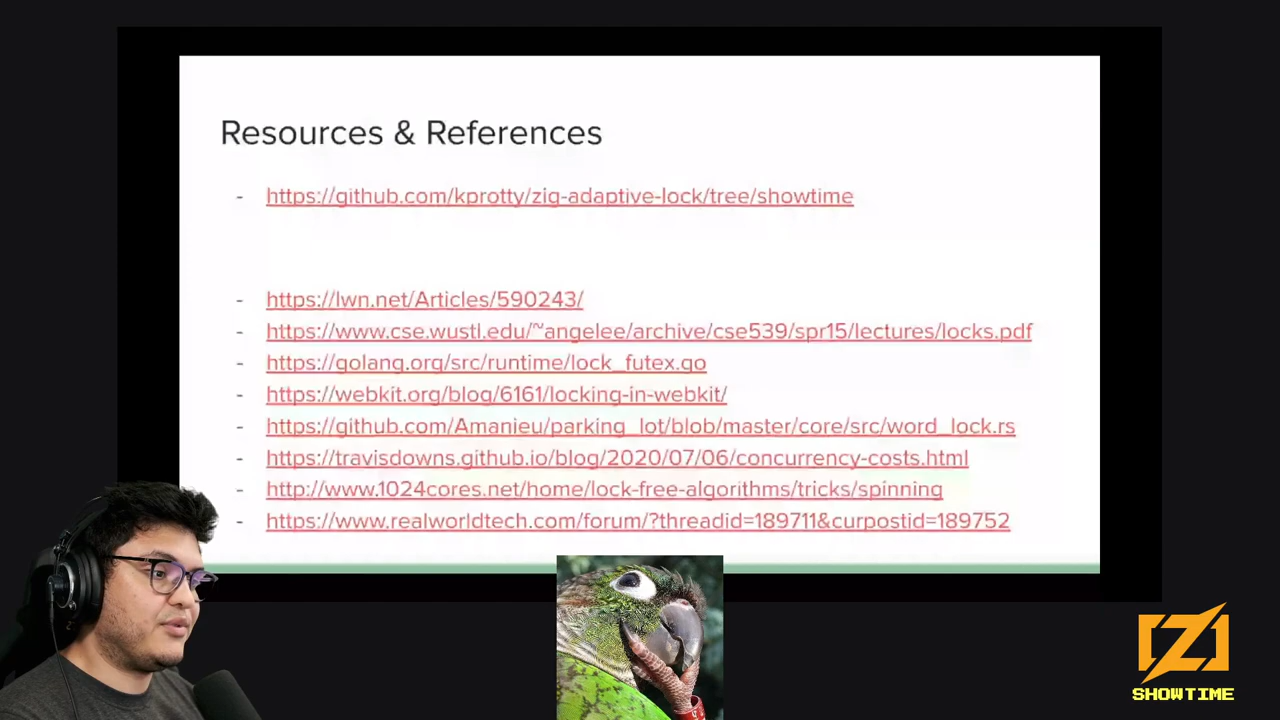 Resources & References
- https://github.com/kprotty/zig-adaptive-lock/tree/showtime
- https://lwn.net/Articles/590243/
- https://www.cse.wustl.edu/~angelee/archive/cse539/spr15/lectures/locks.pdf
- https://golang.org/src/runtime/lock_futex.go
- https://webkit.org/blog/6161/locking-in-webkit/
- https://github.com/Amanieu/parking_lot/blob/master/core/src/word_lock.rs
- https://travisdowns.github.io/blog/2020/07/06/concurrency-costs.html
- http://www.1024cores.net/home/lock-free-algorithms/tricks/spinning
- https://www.realworldtech.com/forum/?threadid=189711&curpostid=189752
Z
SHOWTIME